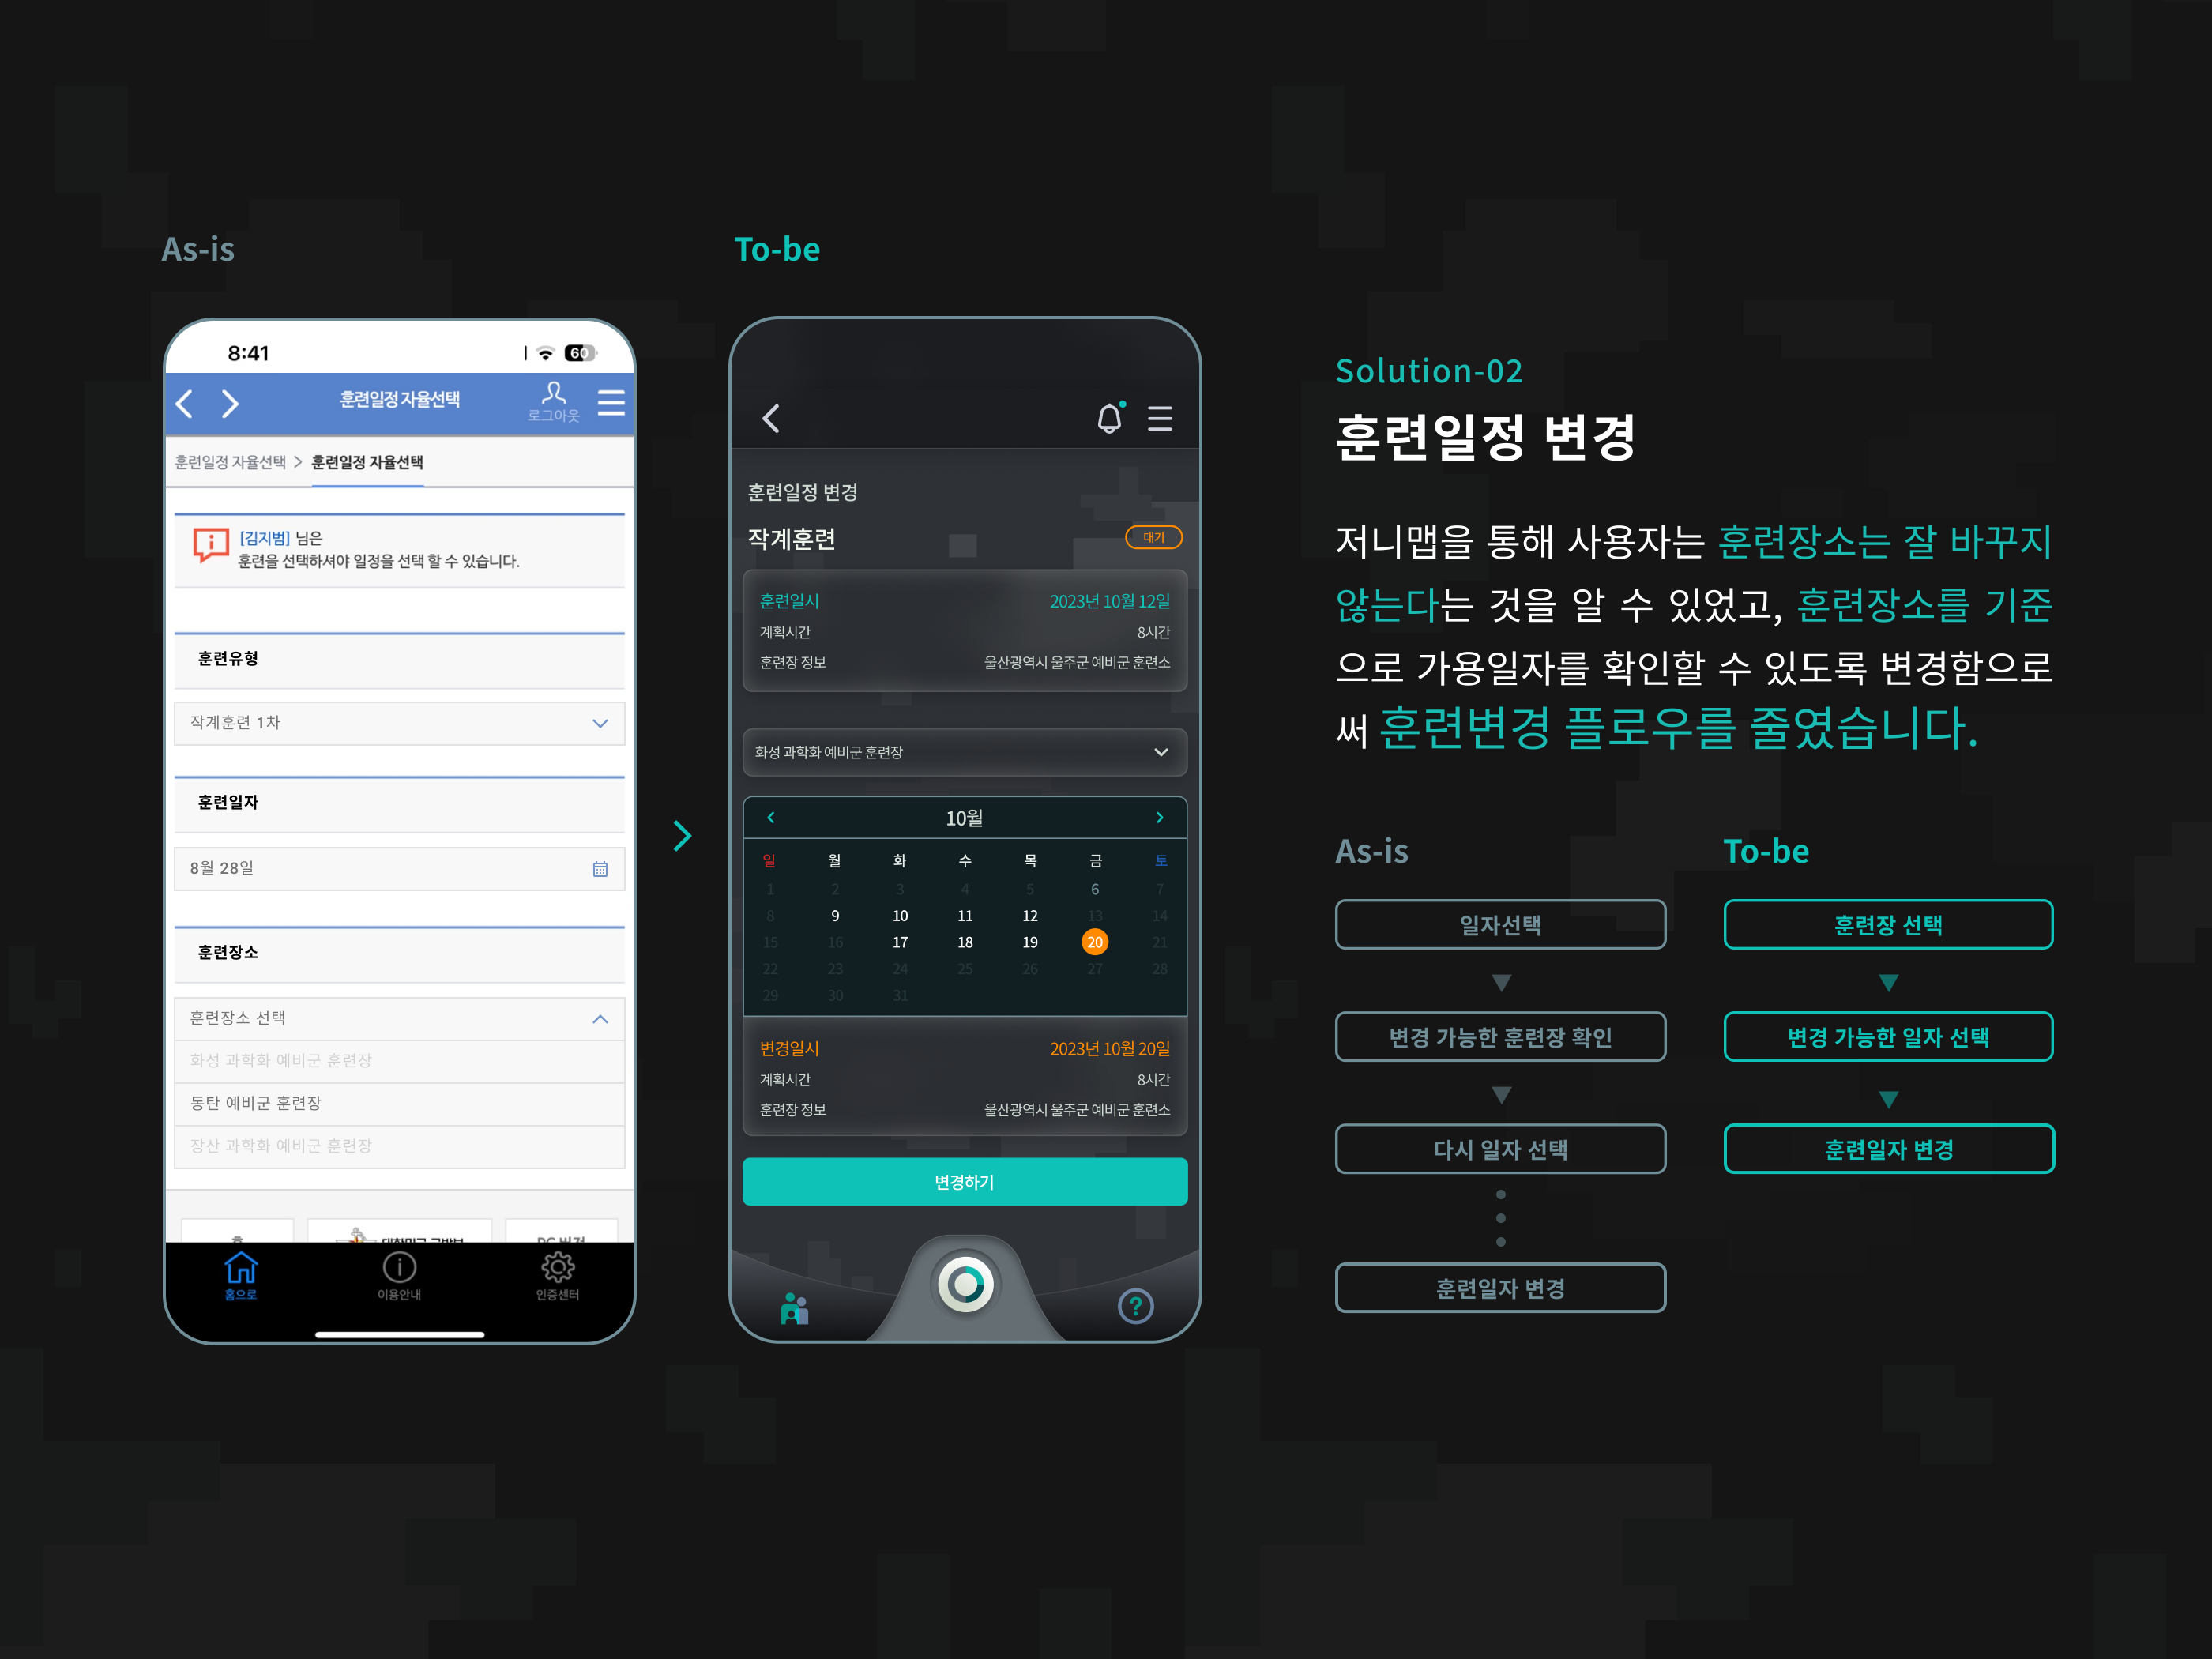 As-is
8:41
60
훈련일정 자율선택
로그아웃
훈련일정 자율선택 > 훈련일정 자율선택
[김지범] 님은
훈련을 선택하셔야 일정을 선택 할 수 있습니다.
훈련유형
작계훈련 1차
훈련일자
8월 28일
훈련장소
훈련장소 선택
화성 과학화 예비군 훈련장
동탄 예비군 훈련장
장산 과학화 예비군 훈련장
홈으로
이용안내
인증센터
To-be
훈련일정 변경
작계훈련
대기
훈련일시 2023년 10월 12일
계획시간 8시간
훈련장 정보 울산광역시 울주군 예비군 훈련소
화성 과학화 예비군 훈련장
10월
일 월 화 수 목 금 토
1 2 3 4 5 6 7
8 9 10 11 12 13 14
15 16 17 18 19 20 21
22 23 24 25 26 27 28
29 30 31
변경일시 2023년 10월 20일
계획시간 8시간
훈련장 정보 울산광역시 울주군 예비군 훈련소
변경하기
?
Solution-02
훈련일정 변경
저니맵을 통해 사용자는 훈련장소는 잘 바꾸지
않는다는 것을 알 수 있었고, 훈련장소를 기존
으로 가용일자를 확인할 수 있도록 변경함으로
써 훈련변경 플로우를 줄였습니다.
As-is
일자선택
변경 가능한 훈련장 확인
다시 일자 선택
훈련일자 변경
To-be
훈련장 선택
변경 가능한 일자 선택
훈련일자 변경